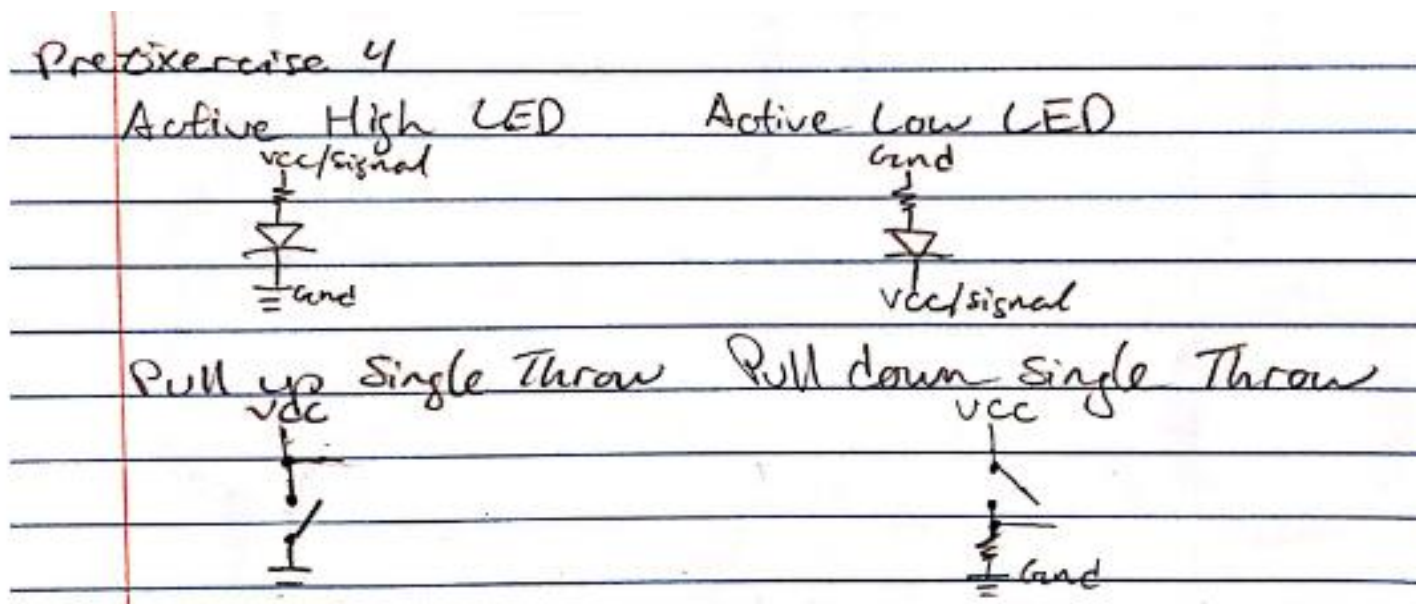 PreExercise 4
Active High LED Active Low LED
vcc/signal Gnd
Gnd vcc/signal
Pull up Single Throw Pull down Single Throw
vcc vcc
Gnd